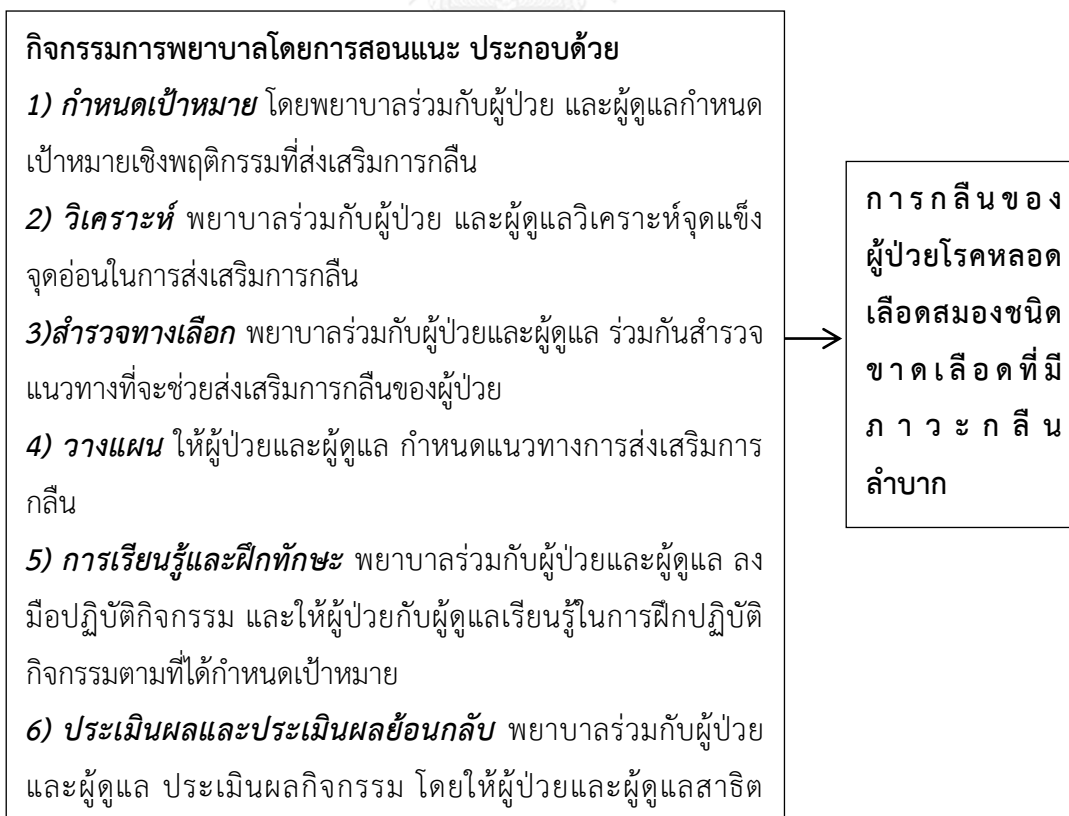 กิจกรรมการพยาบาลโดยการสอนแนะ ประกอบด้วย
1) กำหนดเป้าหมาย โดยพยาบาลร่วมกับผู้ป่วย และผู้ดูแลกำหนด
เป้าหมายเชิงพฤติกรรมที่ส่งเสริมการกลืน
2) วิเคราะห์ พยาบาลร่วมกับผู้ป่วย และผู้ดูแลวิเคราะห์จุดแข็ง
จุดอ่อนในการส่งเสริมการกลืน
3)สำรวจทางเลือก พยาบาลร่วมกับผู้ป่วยและผู้ดูแล ร่วมกันสำรวจ
แนวทางที่จะช่วยส่งเสริมการกลืนของผู้ป่วย
4) วางแผน ให้ผู้ป่วยและผู้ดูแล กำหนดแนวทางการส่งเสริมการ
กลืน
5) การเรียนรู้และฝึกทักษะ พยาบาลร่วมกับผู้ป่วยและผู้ดูแล ลง
มือปฏิบัติกิจกรรม และให้ผู้ป่วยกับผู้ดูแลเรียนรู้ในการฝึกปฏิบัติ
กิจกรรมตามที่ได้กำหนดเป้าหมาย
6) ประเมินผลและประเมินผลย้อนกลับ พยาบาลร่วมกับผู้ป่วย
และผู้ดูแล ประเมินผลกิจกรรม โดยให้ผู้ป่วยและผู้ดูแลสาธิต
การกลืนของ
ผู้ป่วยโรคหลอด
เลือดสมองชนิด
ขาดเลือดที่มี
ภาวะกลืน
ลำบาก